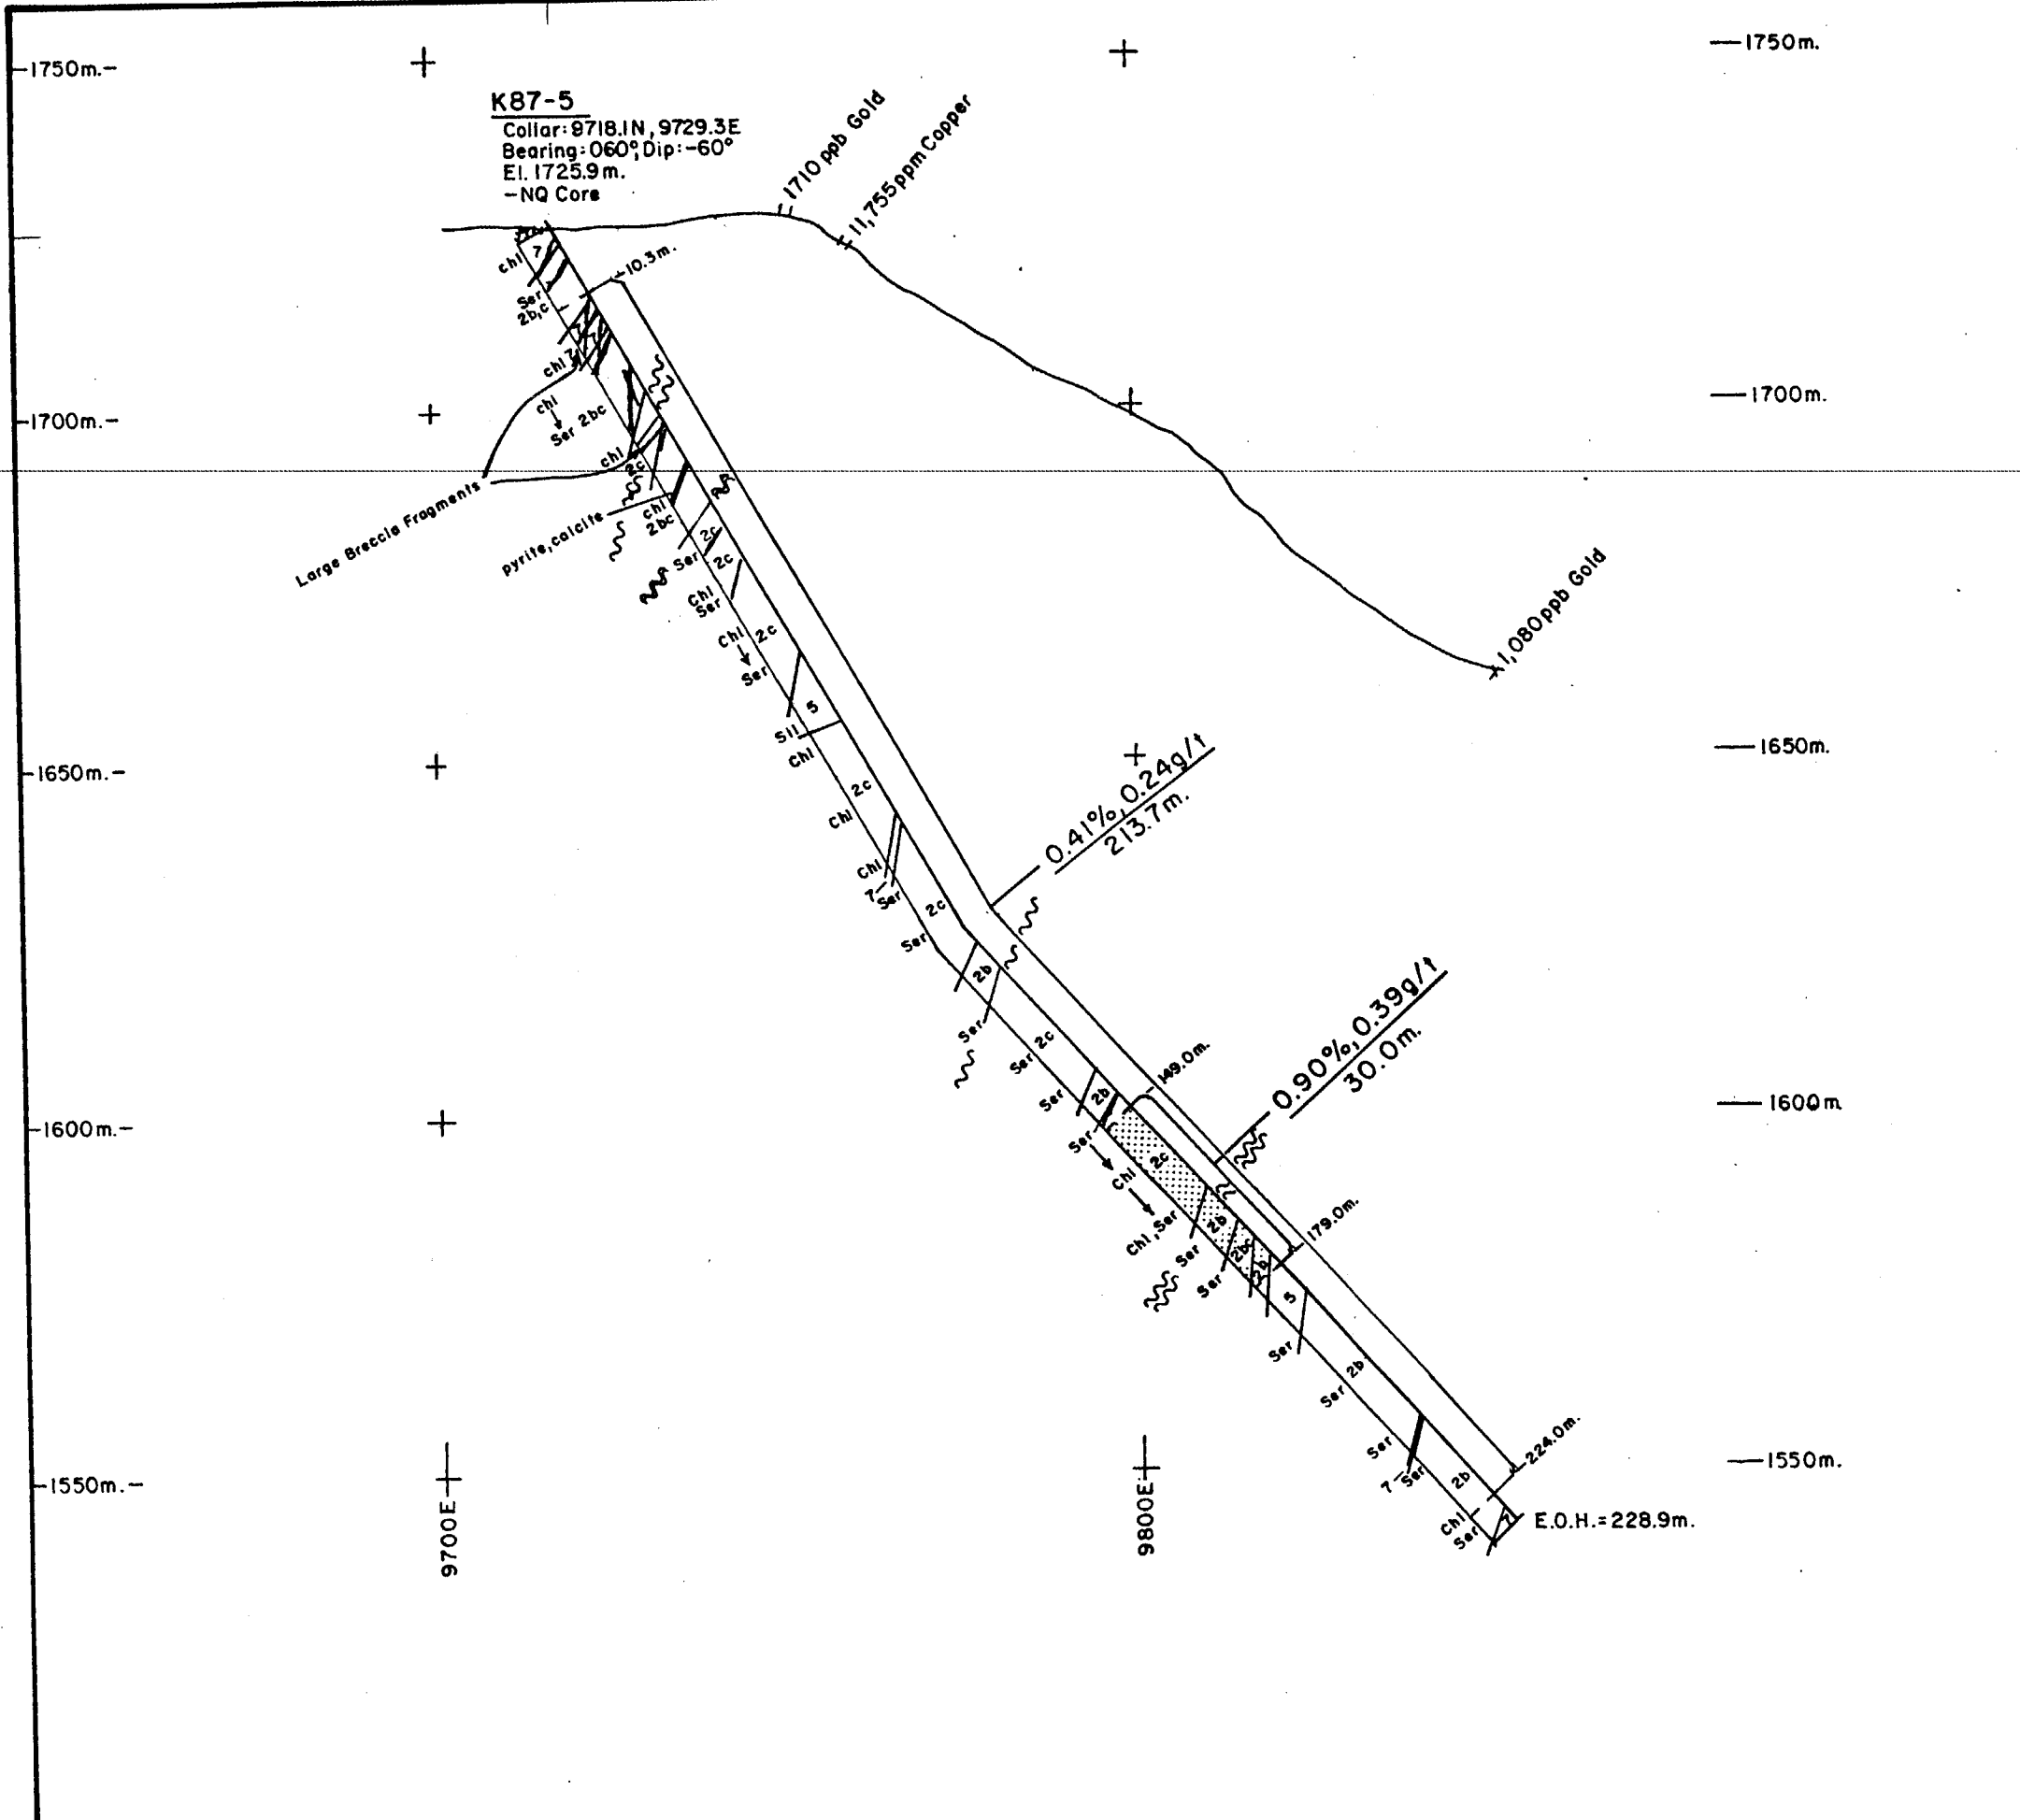 1750m.-
1750m.
K87-5
Collar: 9718.1N, 9729.3E
Bearing: 060°, Dip: -60°
El. 1725.9m.
-NQ Core
1710 ppb Gold
11,755 ppm Copper
7
chl
10.3m.
Ser
2b,c
7
chl
chl
Ser 2bc
1700m.-
1700m.
chl
2c
Large Breccia Fragments
pyrite, calcite
chl
2bc
2c
Ser
2c
Chl
Ser
Chl 2c
Ser
1,080 ppb Gold
5
Sil
Chl
1650m.-
1650m.
2c
Chl
0.41%, 0.24g/t
213.7m.
Chl
7 Ser
2c
Ser
2b
Ser
Ser 2c
0.90%, 0.39g/t
30.0m.
149.0m.
Ser 2b
1600m.-
1600m
Ser
2c
Chl
Chl, Ser
2b
Ser
179.0m.
2bc
Ser
2b
5
Ser
2b
Ser
Ser
7 Ser
224.0m.
2b
1550m.-
1550m.
Chl
Ser
7
E.O.H.= 228.9m.
9700E
9800E